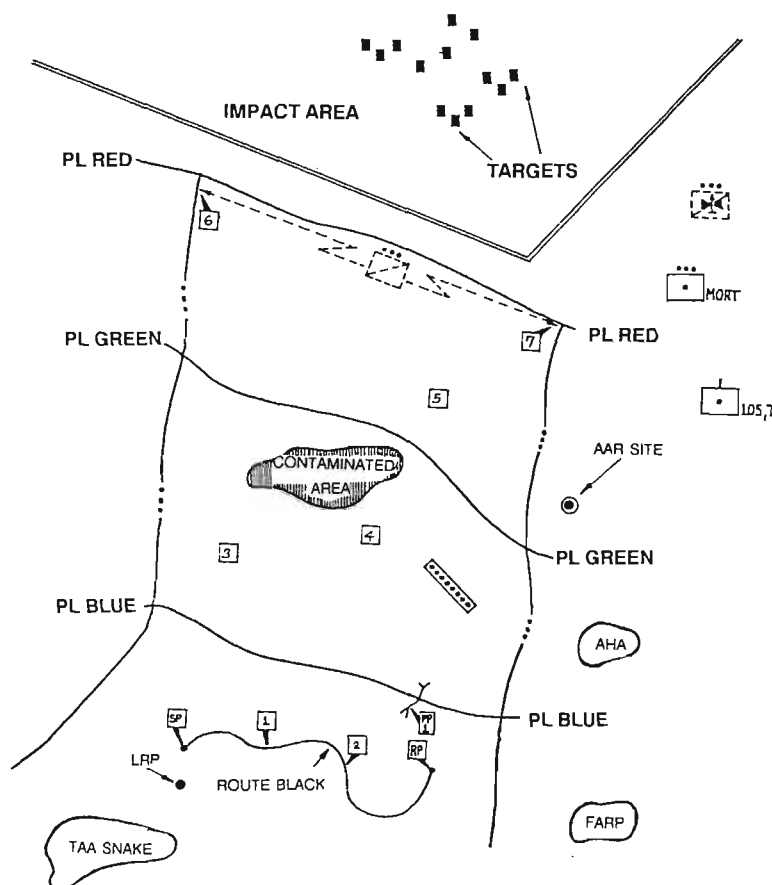 IMPACT AREA
TARGETS
PL RED
6
MORT
7
PL RED
PL GREEN
5
105,7
CONTAMINATED
AREA
AAR SITE
4
3
PL GREEN
PL BLUE
AHA
SP
1
PP
1
PL BLUE
2
RP
LRP
ROUTE BLACK
TAA SNAKE
FARP